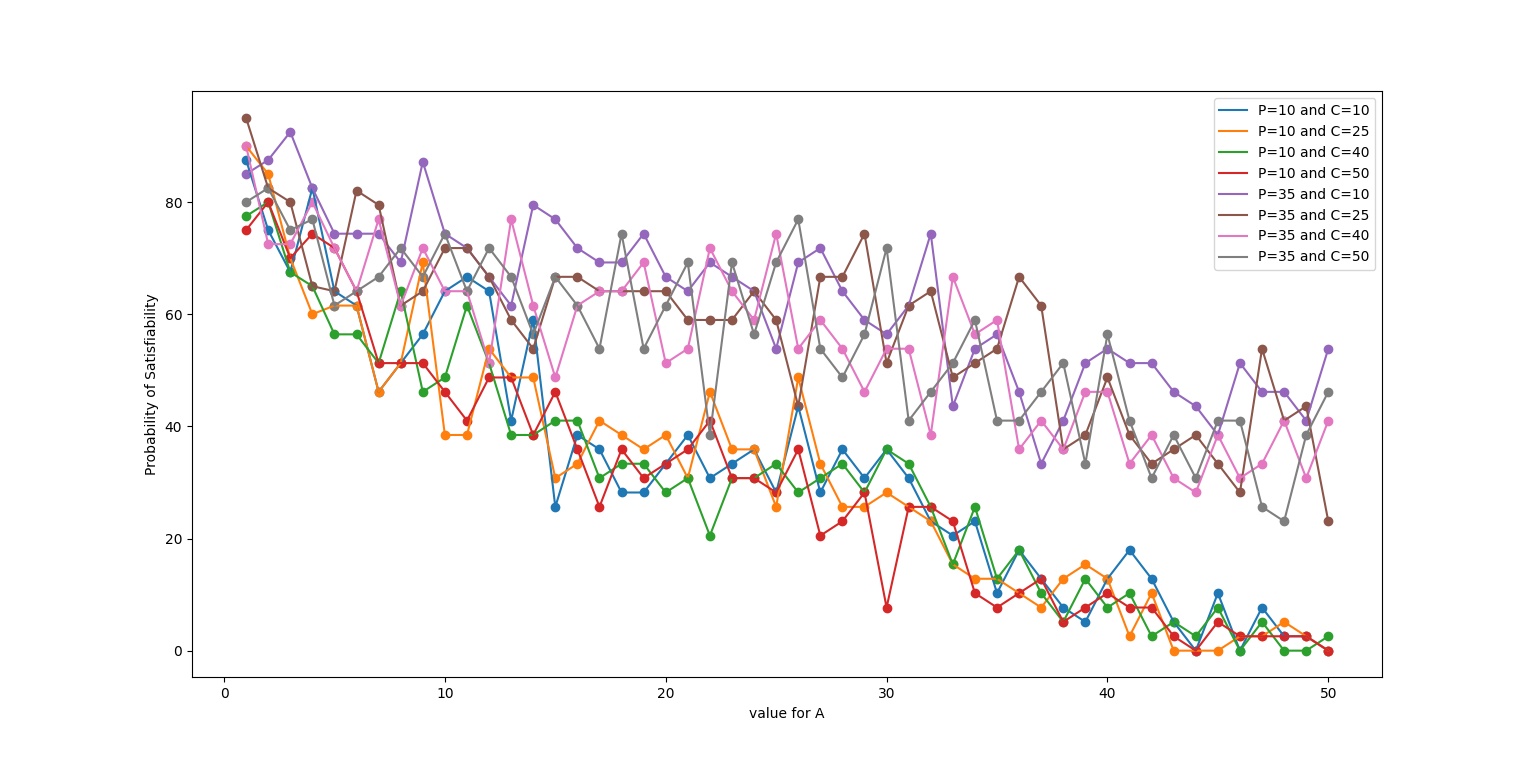 P=10 and C=10
P=10 and C=25
P=10 and C=40
P=10 and C=50
P=35 and C=10
P=35 and C=25
P=35 and C=40
P=35 and C=50
Probability of Satisfiability
80
60
40
20
0
0 10 20 30 40 50
value for A